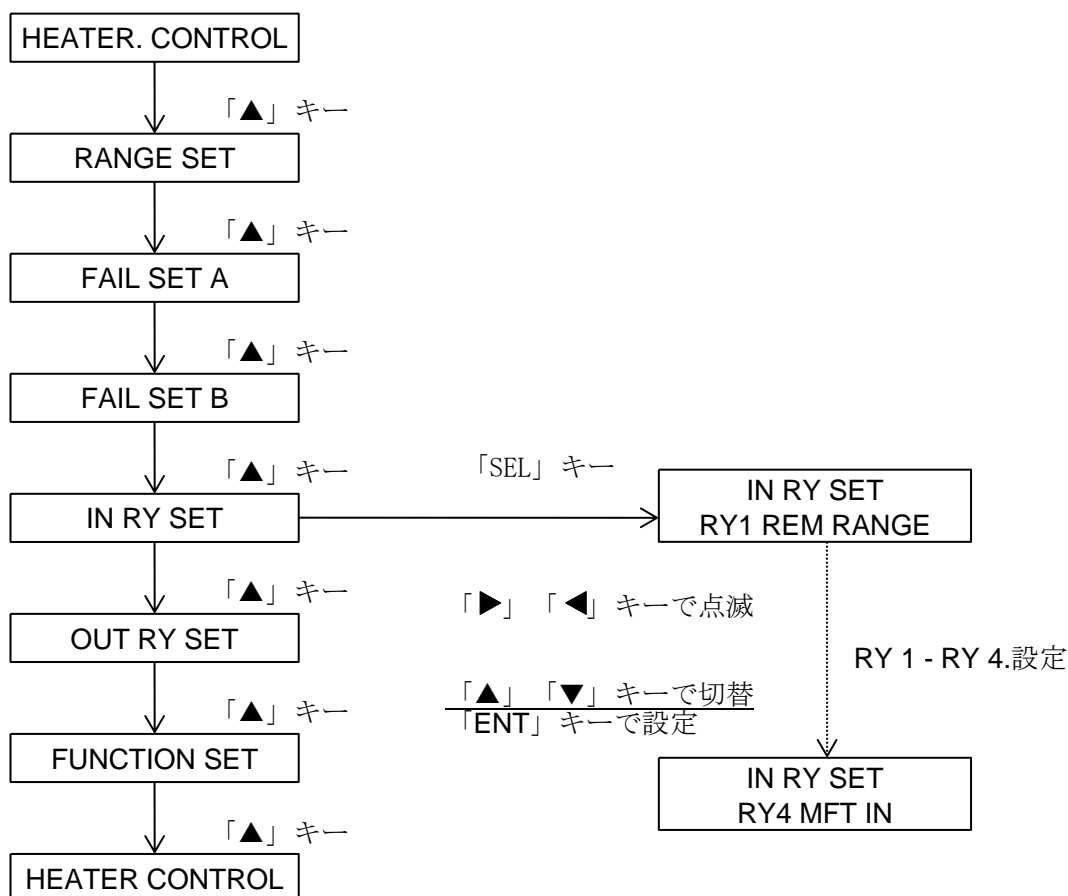 HEATER. CONTROL
「▲」キー
RANGE SET
「▲」キー
FAIL SET A
「▲」キー
FAIL SET B
「▲」キー
「SEL」キー
IN RY SET
IN RY SET
RY1 REM RANGE
「▲」キー
「▶」「◀」キーで点滅
OUT RY SET
RY 1 - RY 4.設定
「▲」「▼」キーで切替
「ENT」キーで設定
「▲」キー
FUNCTION SET
IN RY SET
RY4 MFT IN
「▲」キー
HEATER CONTROL